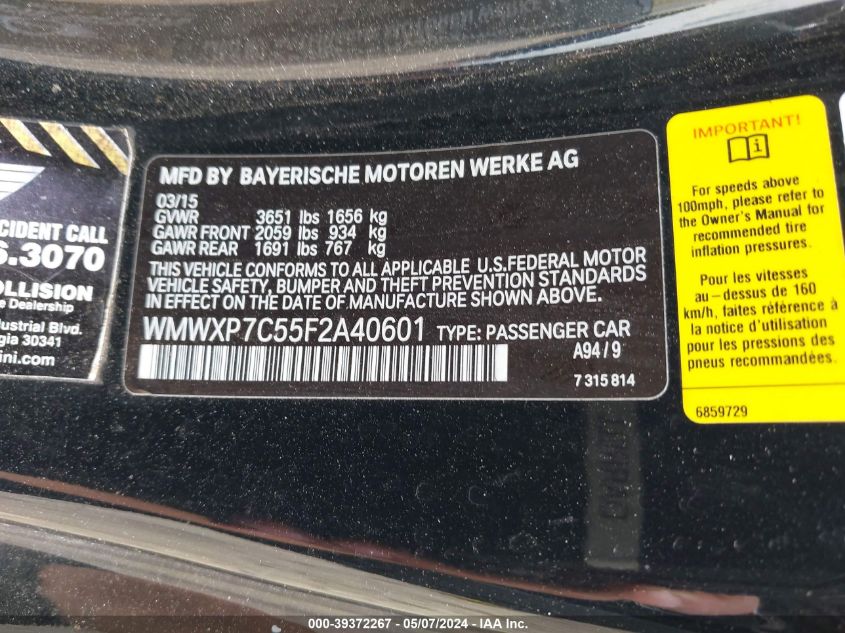 CIDENT CALL
S.3070
OLLISION
e Dealership
dustrial Blvd.
gia 30341
ini.com
MFD BY BAYERISCHE MOTOREN WERKE AG
03/15
GVWR 3651 lbs 1656 kg
GAWR FRONT 2059 lbs 934 kg
GAWR REAR 1691 lbs 767 kg
THIS VEHICLE CONFORMS TO ALL APPLICABLE U.S.FEDERAL MOTOR
VEHICLE SAFETY, BUMPER AND THEFT PREVENTION STANDARDS
IN EFFECT ON THE DATE OF MANUFACTURE SHOWN ABOVE.
WMWXP7C55F2A40601 TYPE: PASSENGER CAR
A94/9
7 315 814
IMPORTANT!
i
For speeds above
100mph, please refer to
the Owner's Manual for
recommended tire
inflation pressures.
Pour les vitesses
au-dessus de 160
km/h, faites référence à
la notice d'utilisation
pour les pressions des
pneus recommandées.
6859729
000-39372267 - 05/07/2024 - IAA Inc.